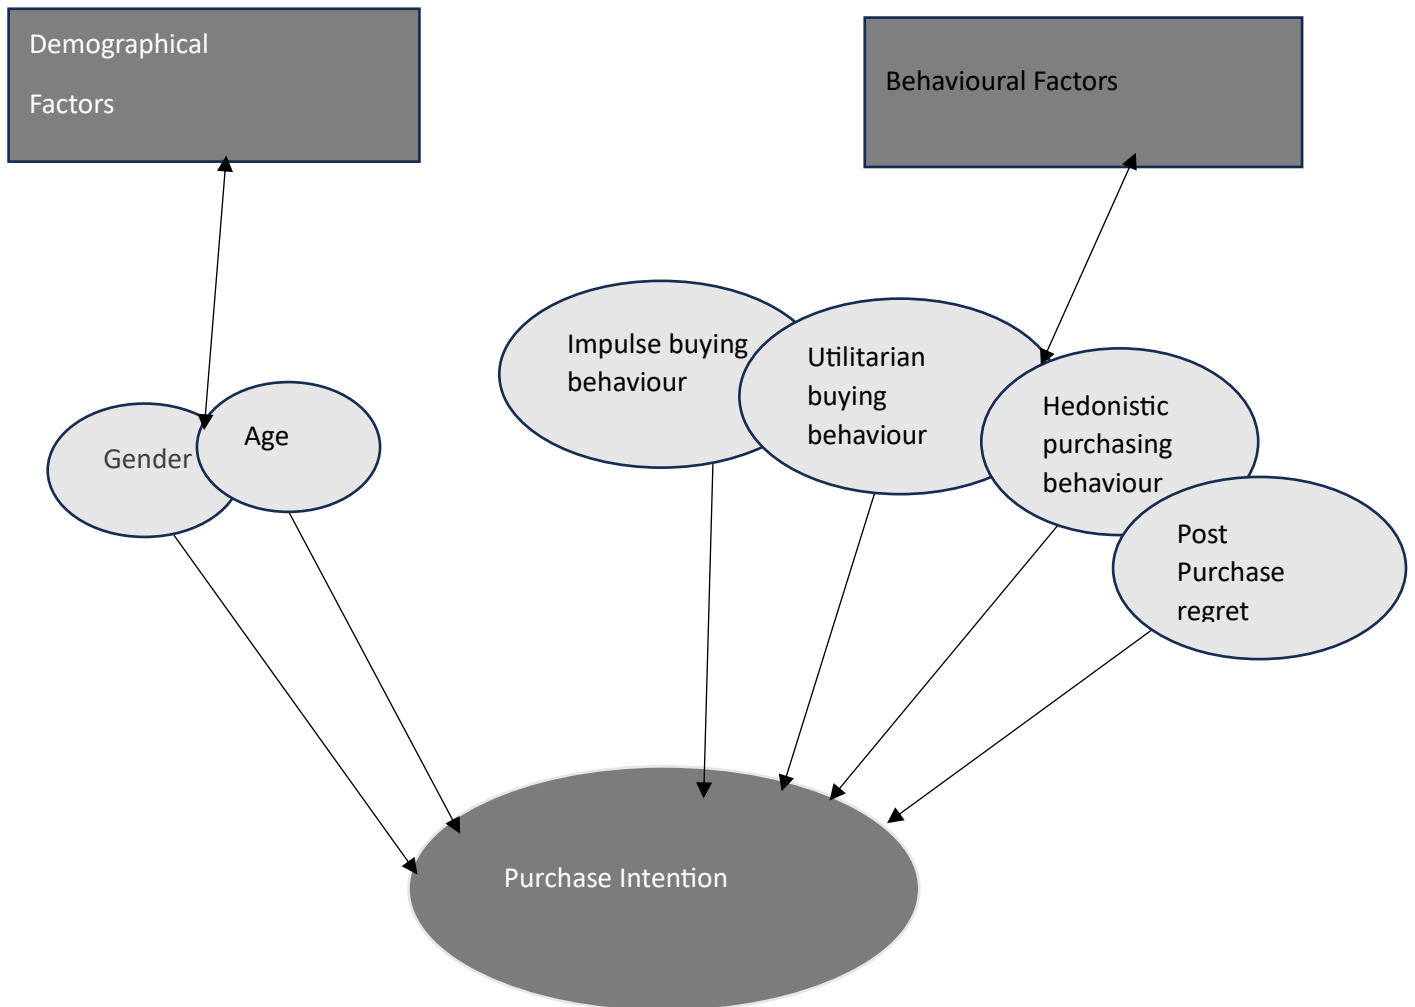 Demographical
Factors
Behavioural Factors
Impulse buying
behaviour
Utilitarian
buying
behaviour
Hedonistic
purchasing
behaviour
Gender
Age
Post
Purchase
regret
Purchase Intention